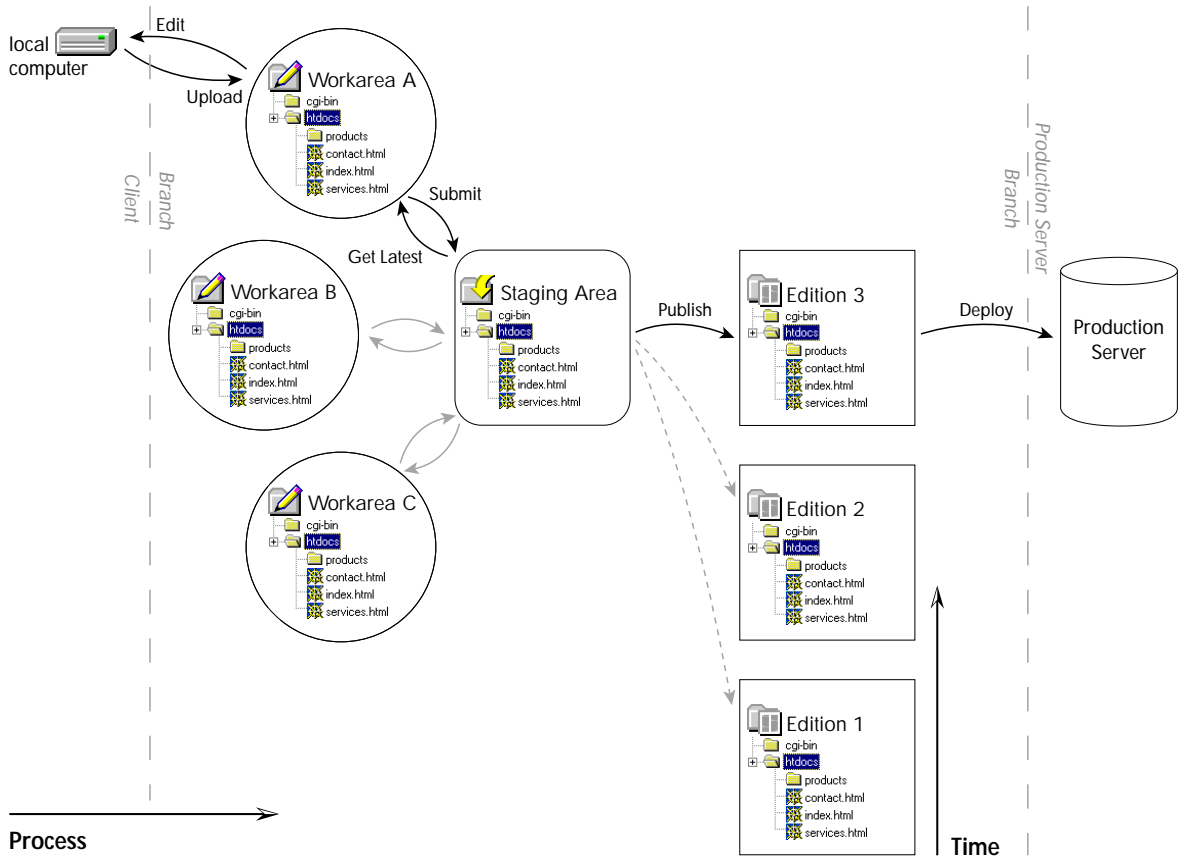 Edit
local
computer
Upload
Client
Branch
Workarea A
cgi-bin
htdocs
products
contact.html
index.html
services.html
Submit
Get Latest
Workarea B
cgi-bin
htdocs
products
contact.html
index.html
services.html
Workarea C
cgi-bin
htdocs
products
contact.html
index.html
services.html
Staging Area
cgi-bin
htdocs
products
contact.html
index.html
services.html
Publish
Edition 3
cgi-bin
htdocs
products
contact.html
index.html
services.html
Deploy
Branch
Production Server
Production
Server
Edition 2
cgi-bin
htdocs
products
contact.html
index.html
services.html
Edition 1
cgi-bin
htdocs
products
contact.html
index.html
services.html
Process
Time